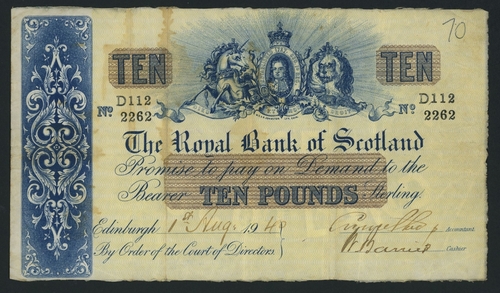 70
TEN TEN
D112 D112
Nº 2262 Nº 2262
The Royal Bank of Scotland
Promise to pay on Demand to the
Bearer TEN POUNDS Sterling.
Edinburgh 1st Aug. 1940 Accountant
By Order of the Court of Directors. Cashier